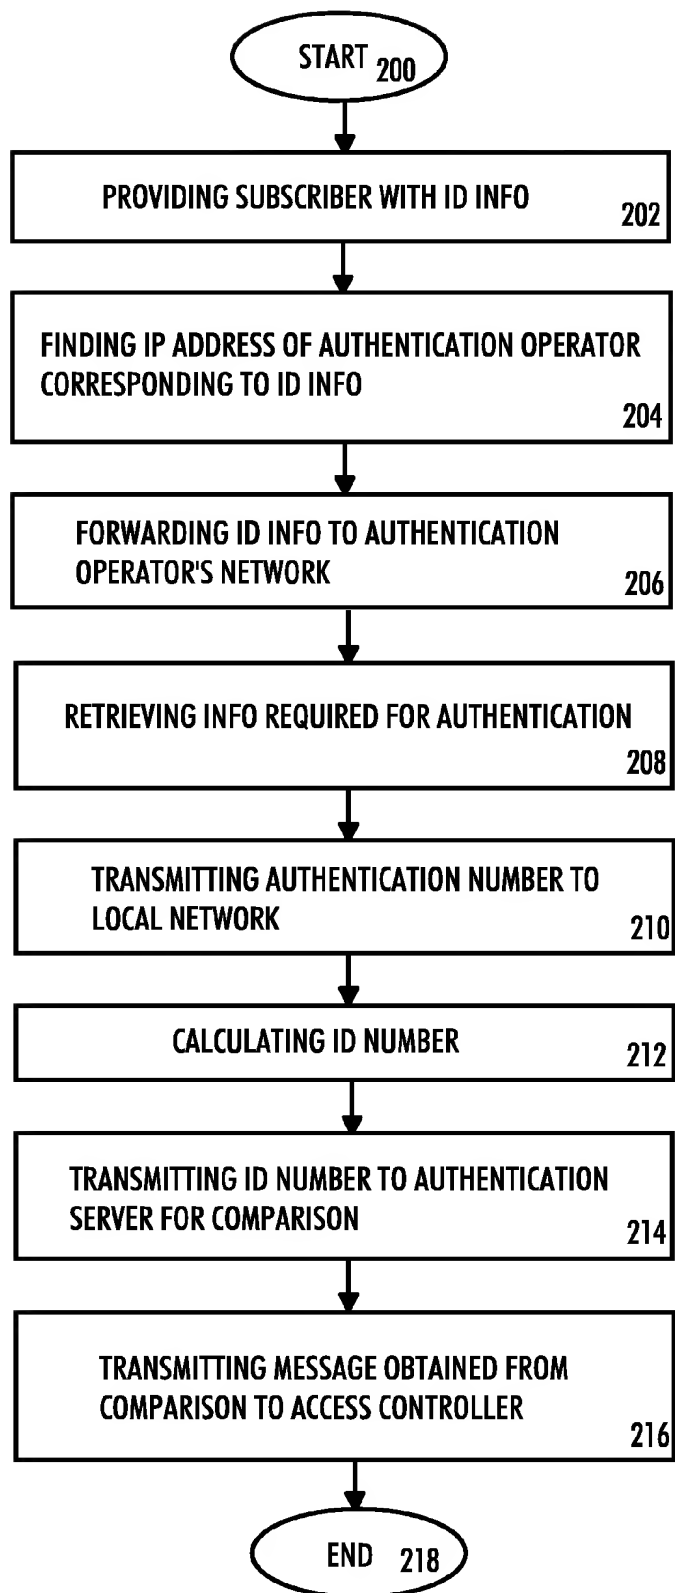 START 200
PROVIDING SUBSCRIBER WITH ID INFO
202
FINDING IP ADDRESS OF AUTHENTICATION OPERATOR
CORRESPONDING TO ID INFO
204
FORWARDING ID INFO TO AUTHENTICATION
OPERATOR'S NETWORK
206
RETRIEVING INFO REQUIRED FOR AUTHENTICATION
208
TRANSMITTING AUTHENTICATION NUMBER TO
LOCAL NETWORK
210
CALCULATING ID NUMBER
212
TRANSMITTING ID NUMBER TO AUTHENTICATION
SERVER FOR COMPARISON
214
TRANSMITTING MESSAGE OBTAINED FROM
COMPARISON TO ACCESS CONTROLLER
216
END 218